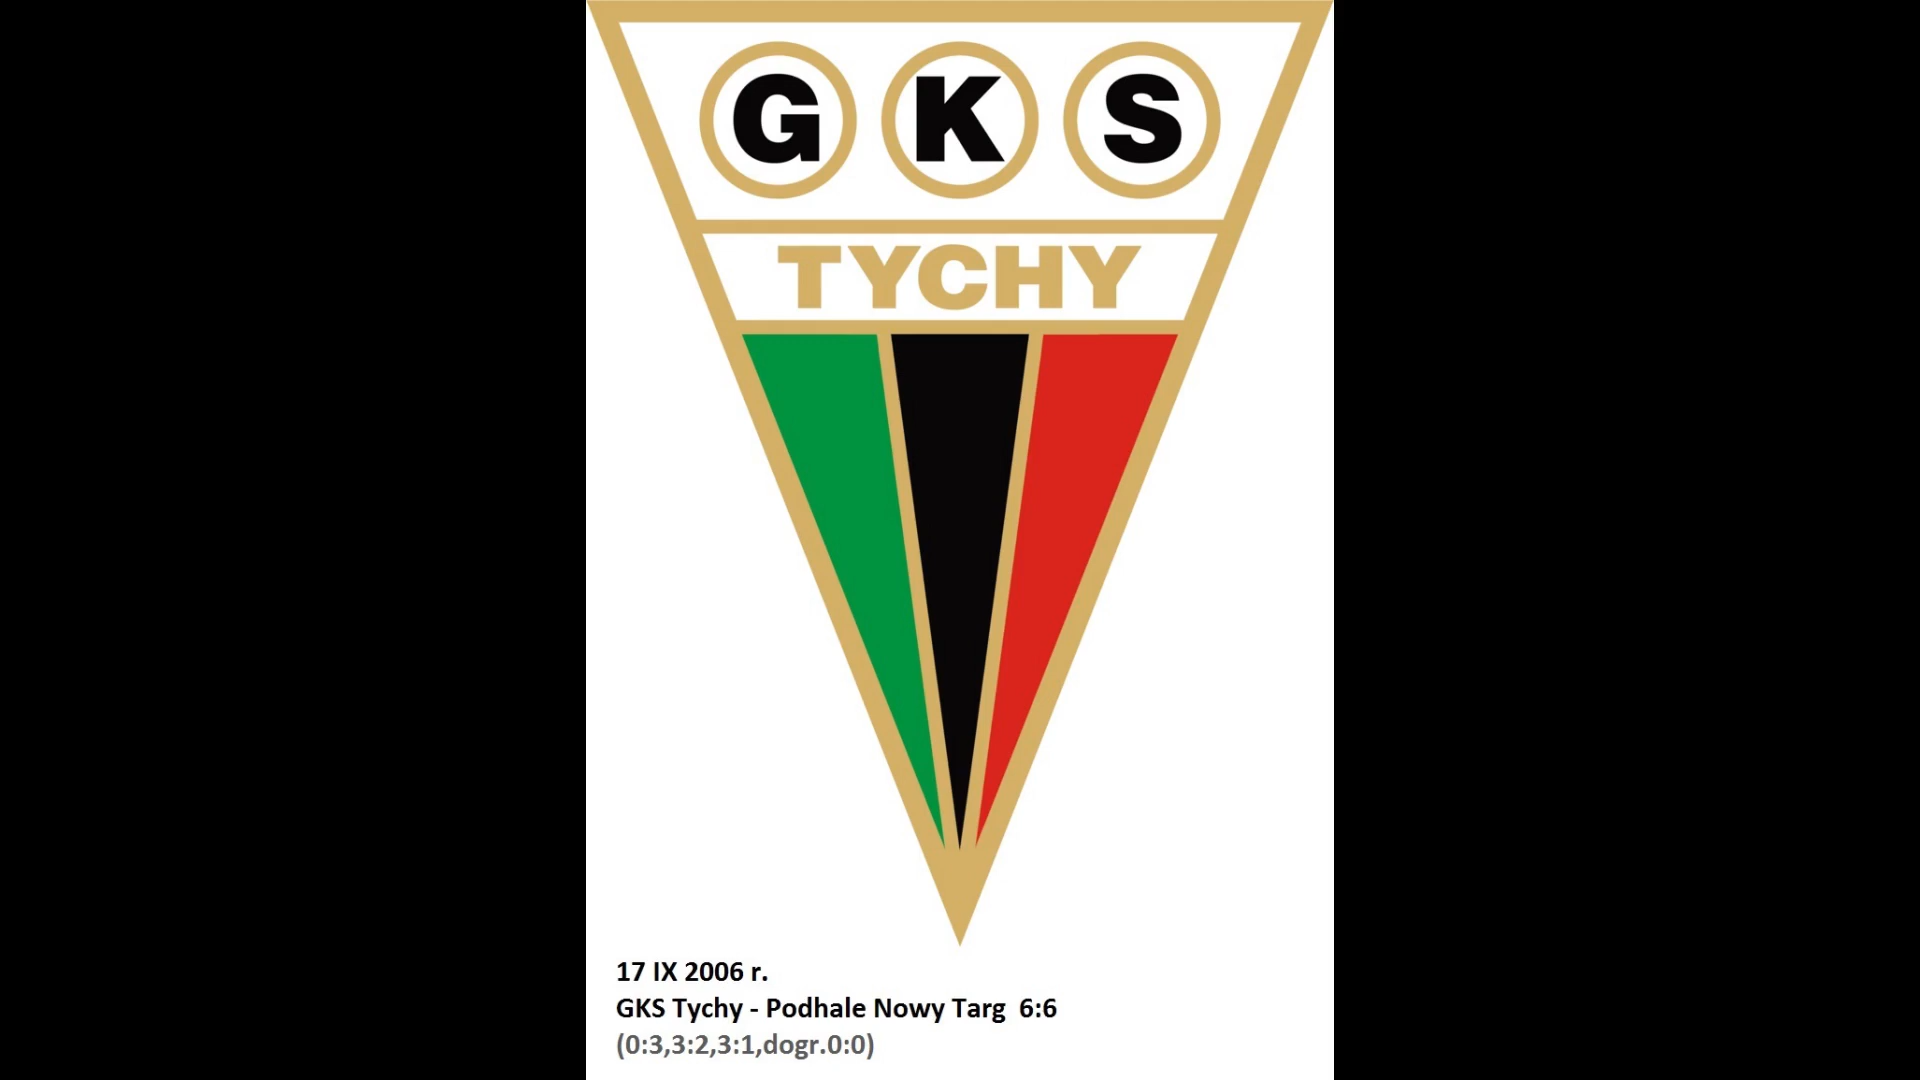 G K S
TYCHY
17 IX 2006 r.
GKS Tychy - Podhale Nowy Targ  6:6
(0:3,3:2,3:1,dogr.0:0)